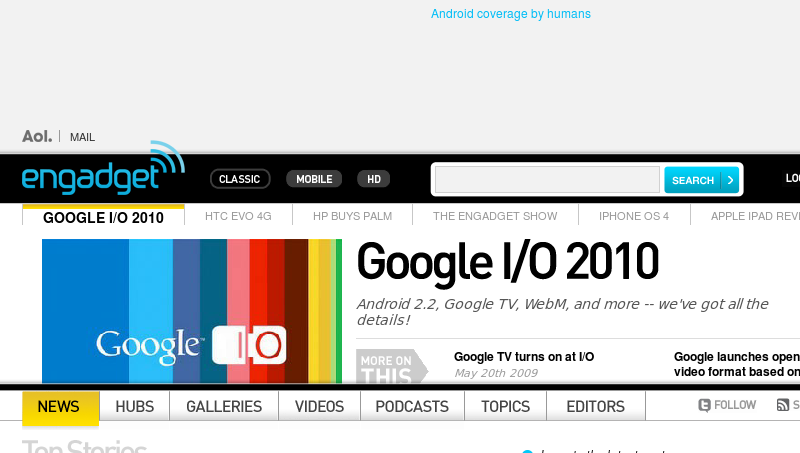 Android coverage by humans
Aol. MAIL
engadget CLASSIC MOBILE HD SEARCH
GOOGLE I/O 2010 HTC EVO 4G HP BUYS PALM THE ENGADGET SHOW IPHONE OS 4 APPLE IPAD
Google I/O 2010
Android 2.2, Google TV, WebM, and more -- we've got all the
details!
Google™ IO
MORE ON
THIS
Google TV turns on at I/O
May 20th 2009
Google launches open
video format based on
NEWS HUBS GALLERIES VIDEOS PODCASTS TOPICS EDITORS FOLLOW
Top Stories